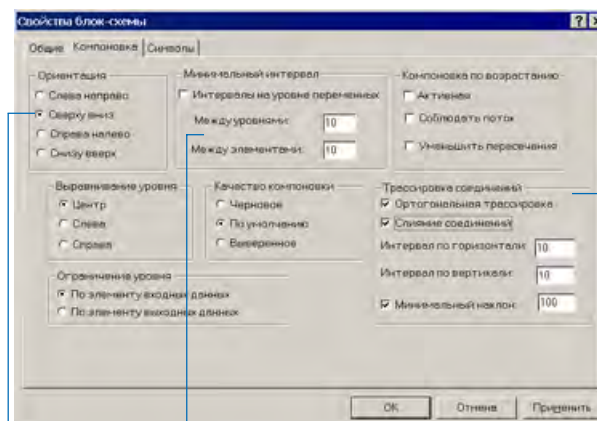 Свойства блок-схемы
Общие Компоновка Символы
Ориентация
Слева направо
Сверху вниз
Справа налево
Снизу вверх
Минимальный интервал
Интервалы на уровне переменных
Между уровнями: 10
Между элементами: 10
Компоновка по возрастанию
Активная
Соблюдать поток
Уменьшить пересечения
Выравнивание уровня
Центр
Слева
Справа
Качество компоновки
Черновое
По умолчанию
Выверенное
Трассировка соединений
Ортогональная трассировка
Слияние соединений
Интервал по горизонтали: 10
Интервал по вертикали: 10
Минимальный наклон: 100
Ограничение уровня
По элементу входных данных
По элементу выходных данных
OK Отмена Применить